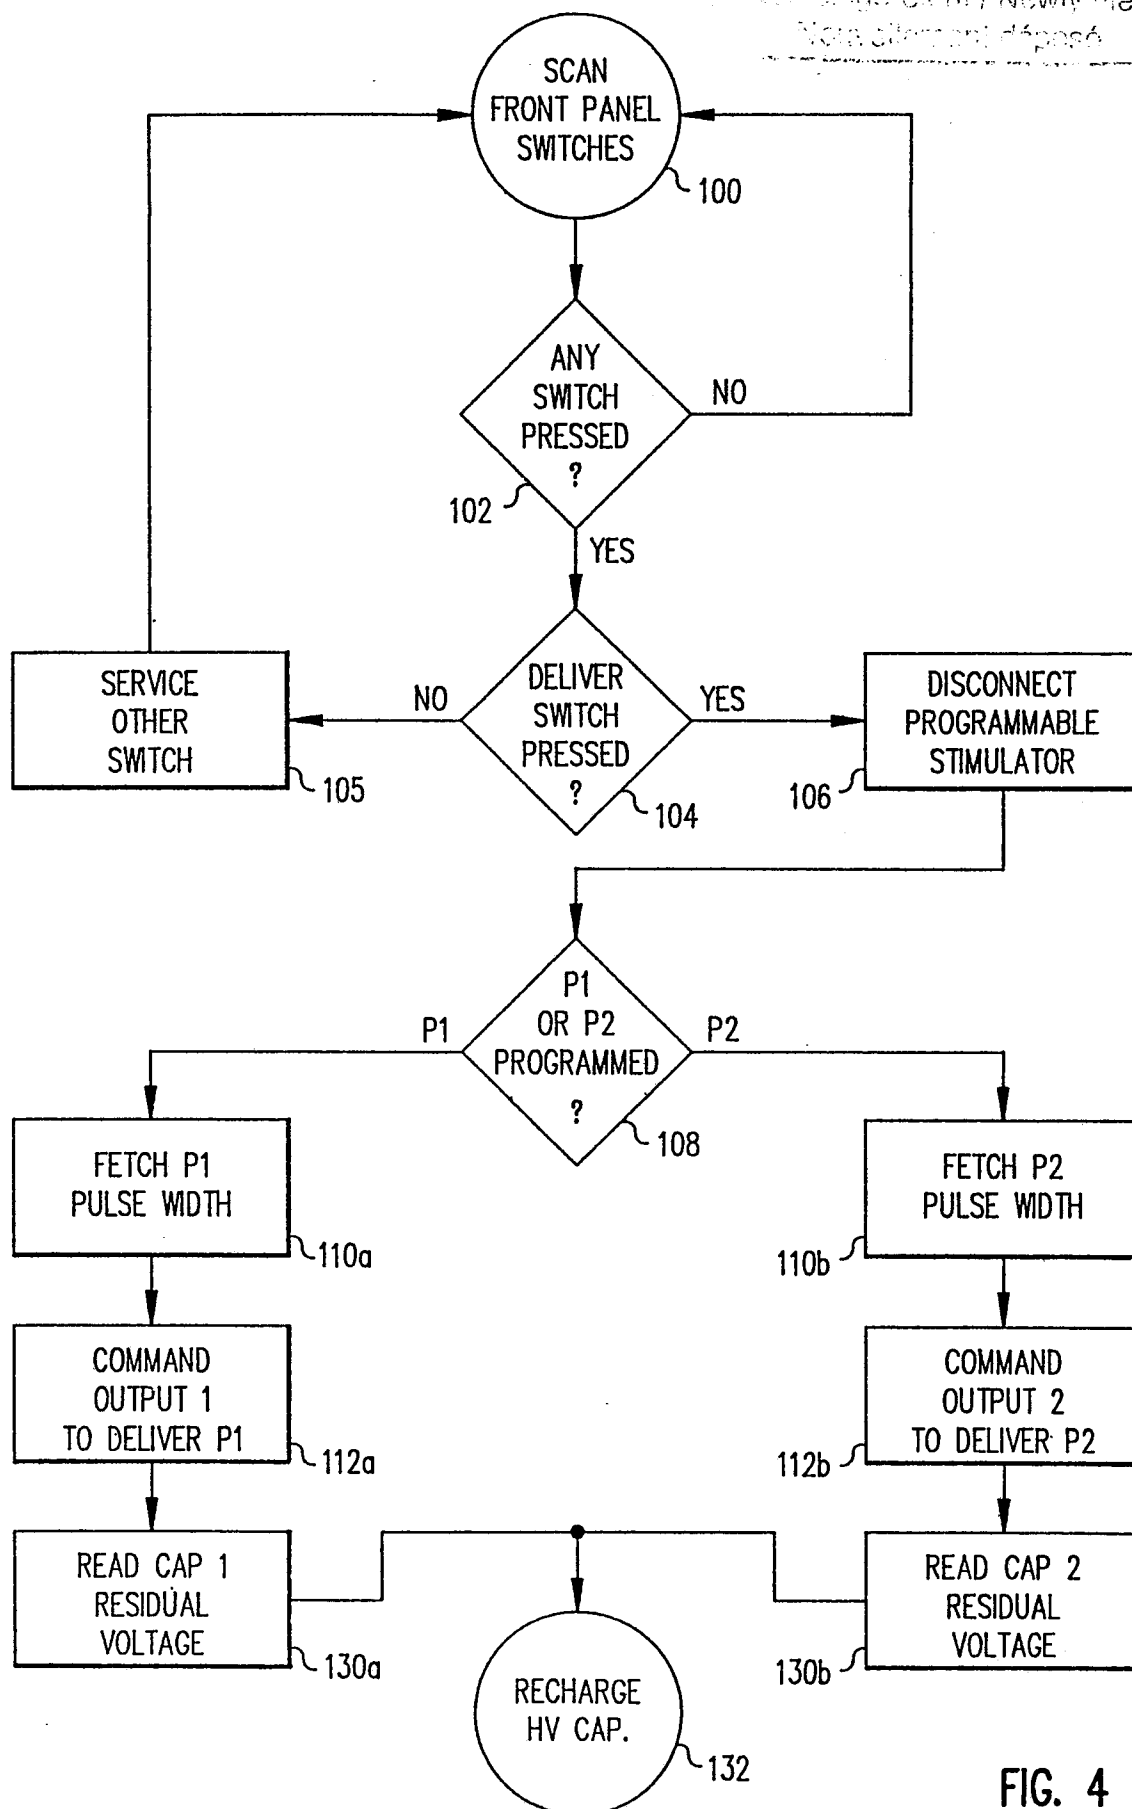 déposé
SCAN
FRONT PANEL
SWITCHES
100
ANY
SWITCH
PRESSED
?
NO
102
YES
SERVICE
OTHER
SWITCH
105
NO
DELIVER
SWITCH
PRESSED
?
104
YES
DISCONNECT
PROGRAMMABLE
STIMULATOR
106
P1
OR P2
PROGRAMMED
?
108
P1
P2
FETCH P1
PULSE WIDTH
110a
FETCH P2
PULSE WIDTH
110b
COMMAND
OUTPUT 1
TO DELIVER P1
112a
COMMAND
OUTPUT 2
TO DELIVER P2
112b
READ CAP 1
RESIDUAL
VOLTAGE
130a
READ CAP 2
RESIDUAL
VOLTAGE
130b
RECHARGE
HV CAP.
132
FIG. 4